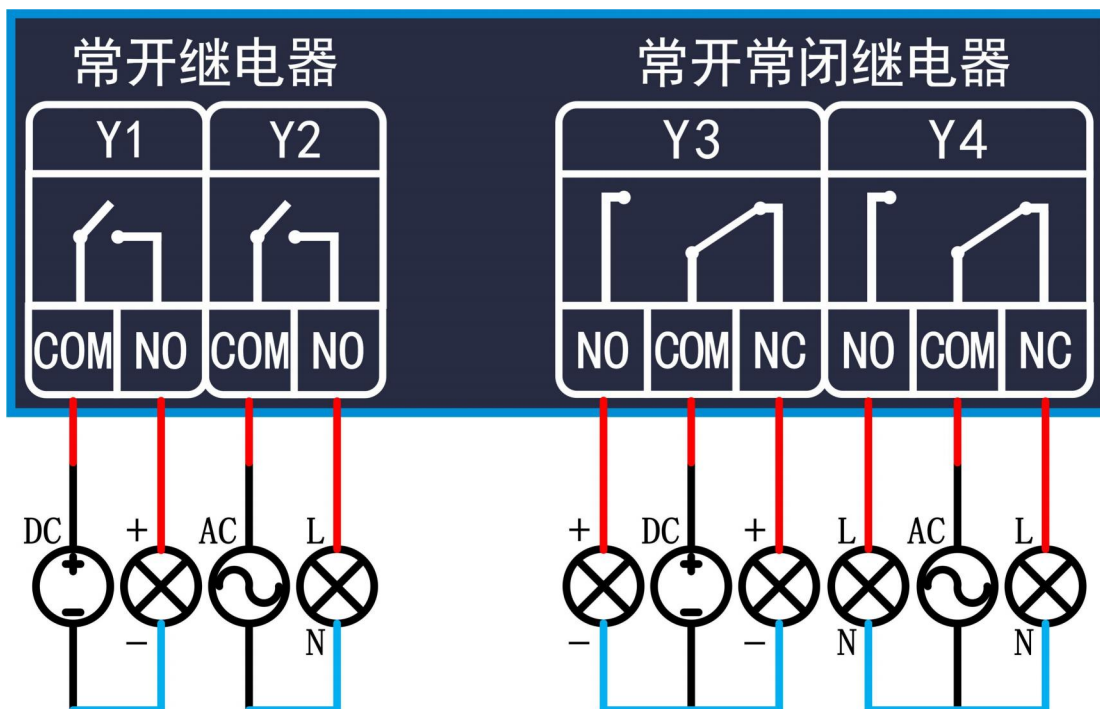 常开继电器 常开常闭继电器
Y1 Y2 Y3 Y4
COM NO COM NO NO COM NC NO COM NC
DC + AC L + DC + L AC L
+ - + -
- N - - N N